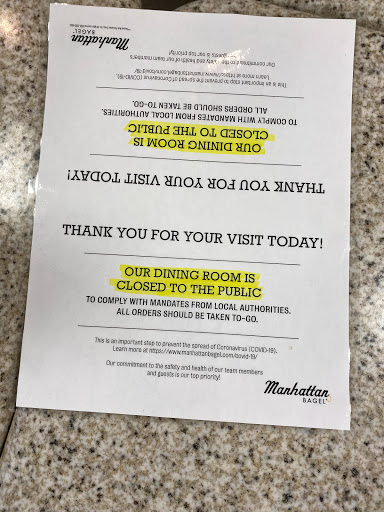 Manhattan
BAGEL
Our commitment to the safety and health of our team members
and guests is our top priority!
This is an important step to prevent the spread of Coronavirus (COVID-19).
Learn more at https://www.manhattanbagel.com/covid-19/
TO COMPLY WITH MANDATES FROM LOCAL AUTHORITIES.
ALL ORDERS SHOULD BE TAKEN TO-GO.
OUR DINING ROOM IS
CLOSED TO THE PUBLIC
THANK YOU FOR YOUR VISIT TODAY!
THANK YOU FOR YOUR VISIT TODAY!
OUR DINING ROOM IS
CLOSED TO THE PUBLIC
TO COMPLY WITH MANDATES FROM LOCAL AUTHORITIES.
ALL ORDERS SHOULD BE TAKEN TO-GO.
This is an important step to prevent the spread of Coronavirus (COVID-19).
Learn more at https://www.manhattanbagel.com/covid-19/
Our commitment to the safety and health of our team members
and guests is our top priority!
Manhattan
BAGEL